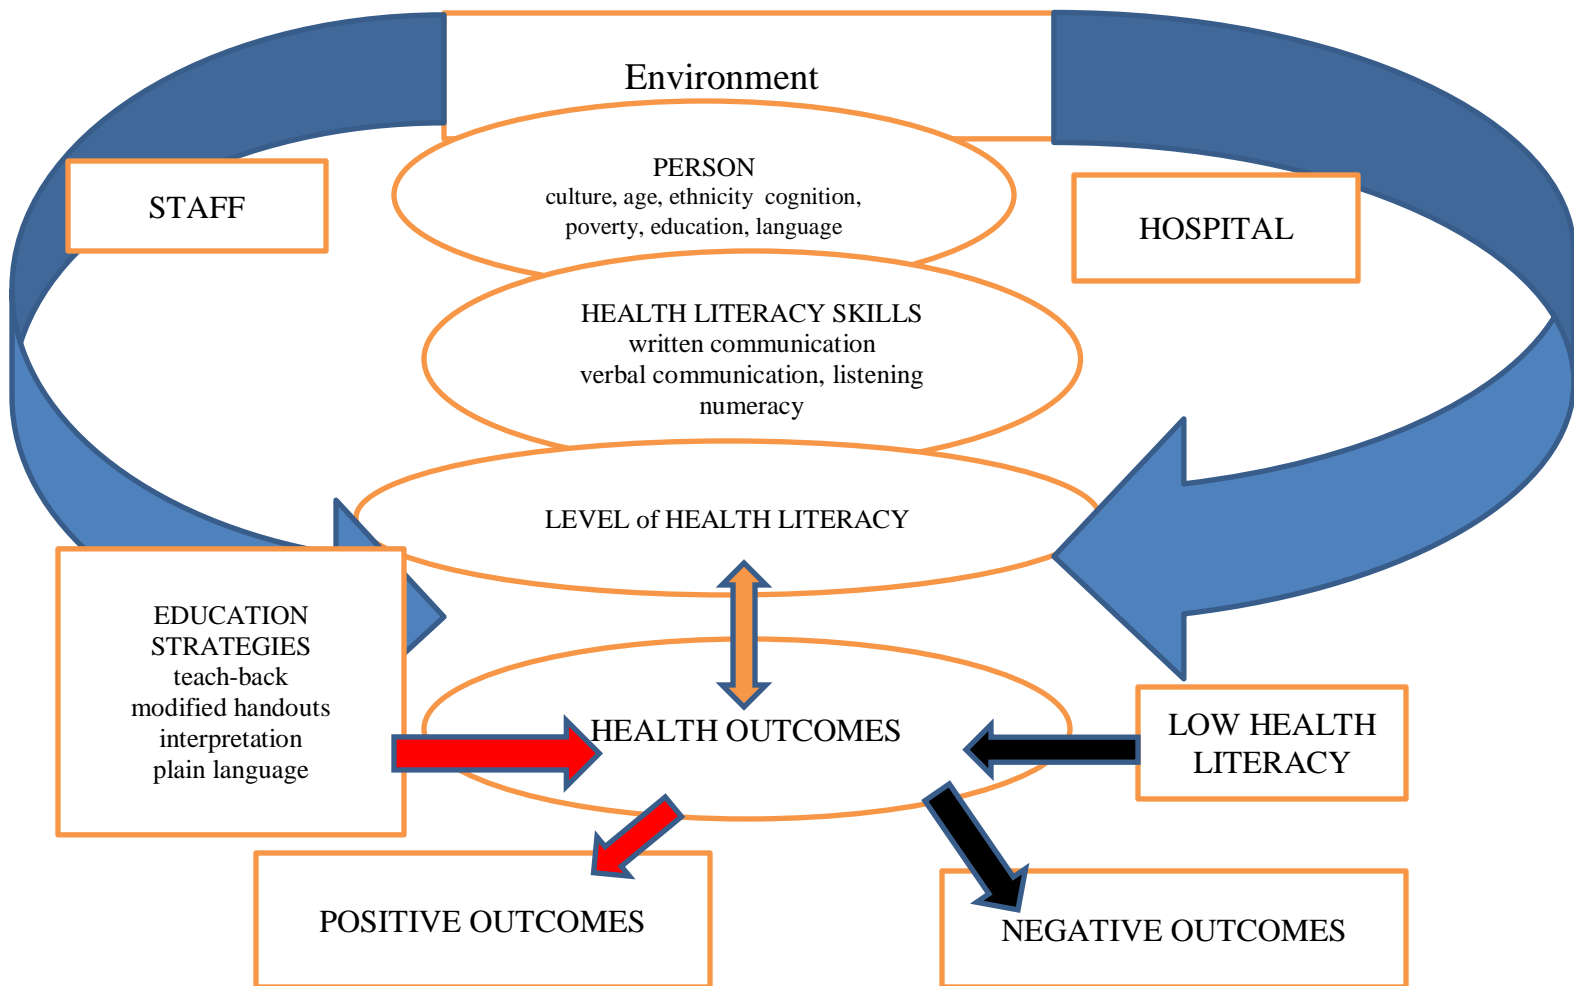 Environment
PERSON
culture, age, ethnicity  cognition,
poverty, education, language
STAFF
HOSPITAL
HEALTH LITERACY SKILLS
written communication
verbal communication, listening
numeracy
LEVEL of HEALTH LITERACY
EDUCATION
STRATEGIES
teach-back
modified handouts
interpretation
plain language
HEALTH OUTCOMES
LOW HEALTH
LITERACY
POSITIVE OUTCOMES
NEGATIVE OUTCOMES